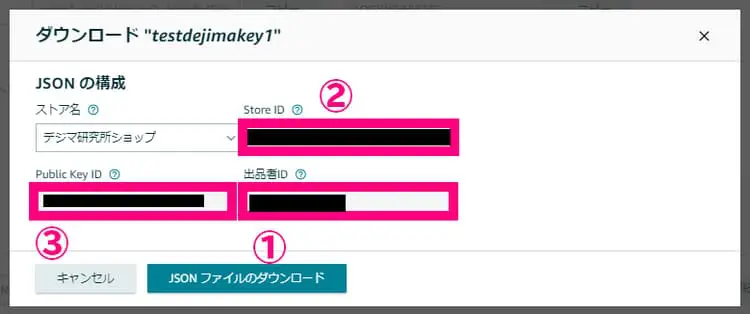 ダウンロード "testdejimakey1"
JSON の構成
②
ストア名
Store ID
デジマ研究所ショップ
Public Key ID
出品者ID
③
①
キャンセル
JSON ファイルのダウンロード